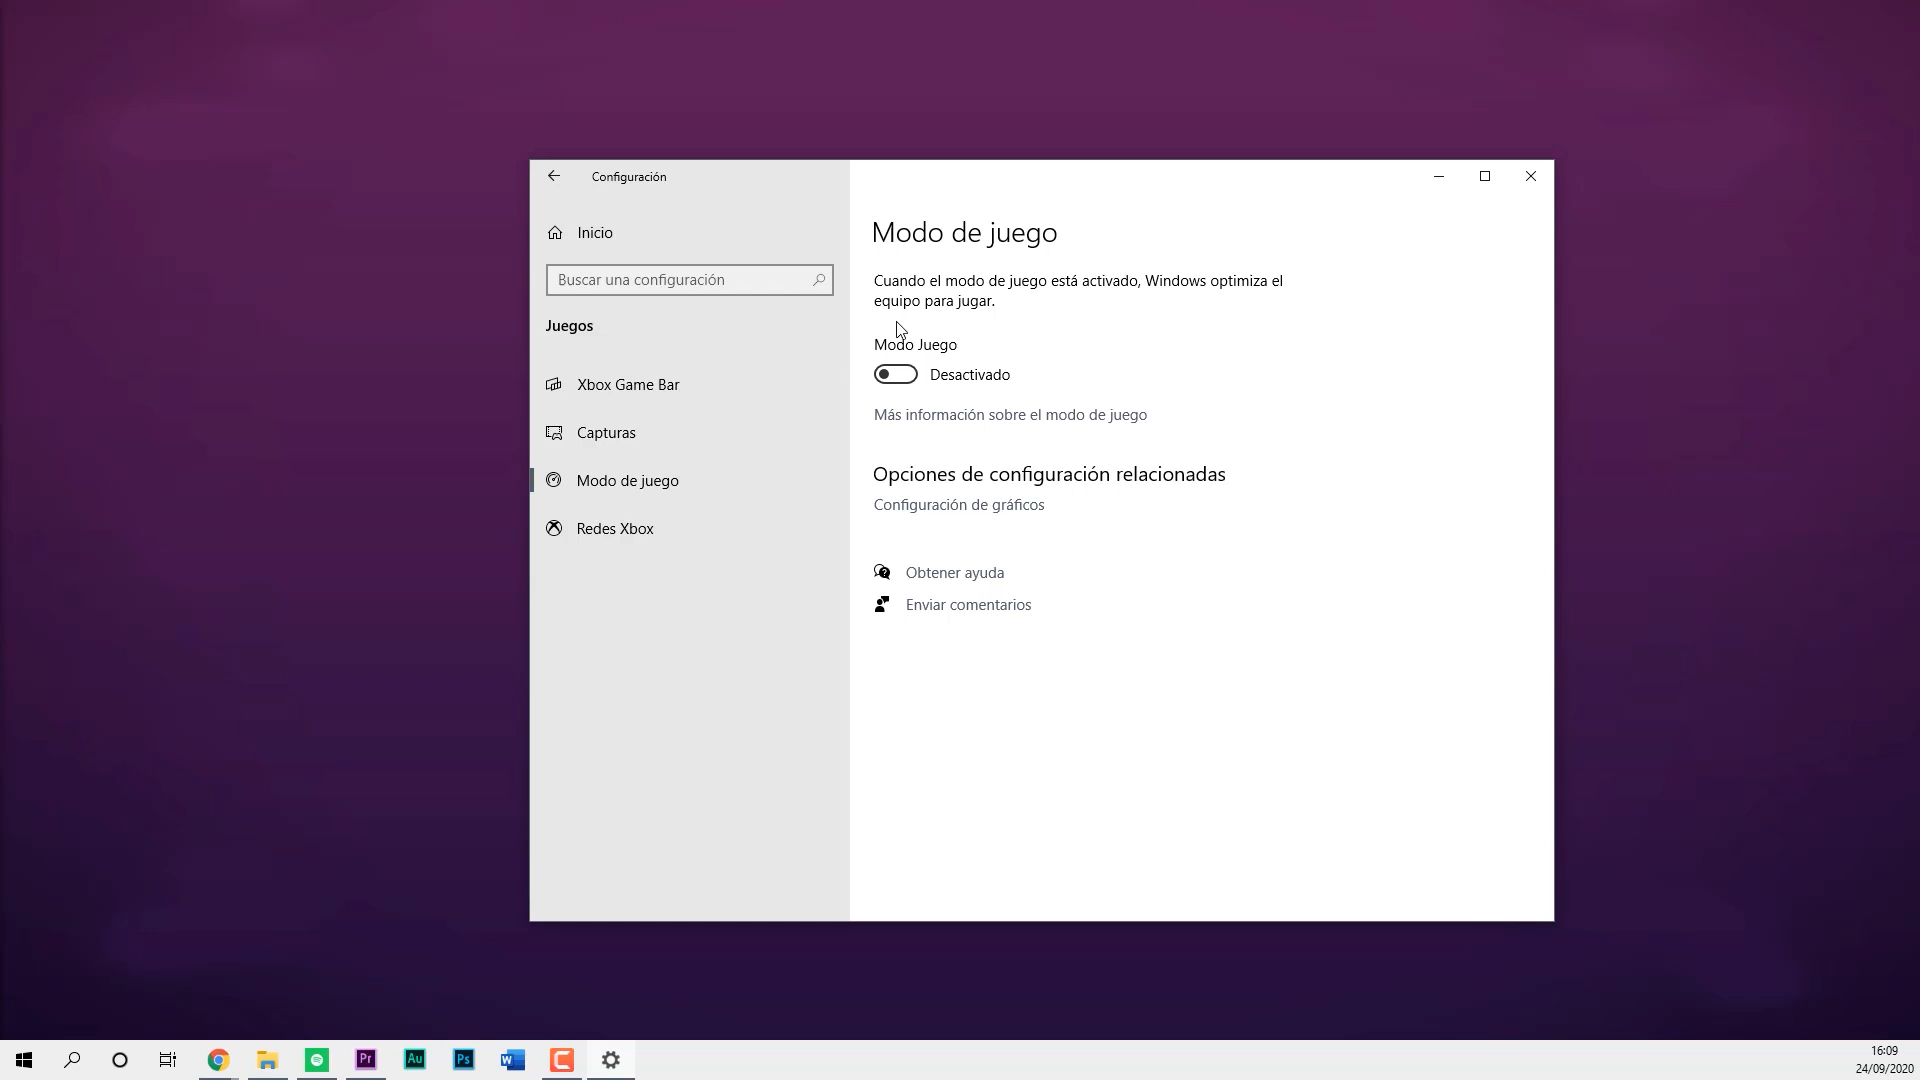 Configuración
Inicio
Buscar una configuración
Juegos
Xbox Game Bar
Capturas
Modo de juego
Redes Xbox
Modo de juego
Cuando el modo de juego está activado, Windows optimiza el
equipo para jugar.
Modo Juego
Desactivado
Más información sobre el modo de juego
Opciones de configuración relacionadas
Configuración de gráficos
Obtener ayuda
Enviar comentarios
Pr
Au
Ps
W
16:09
24/09/2020